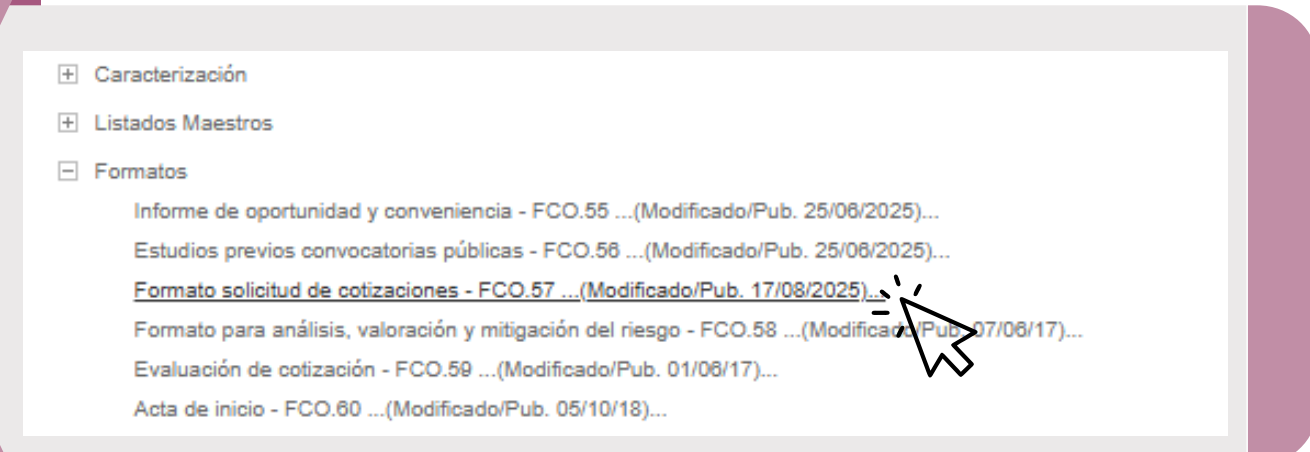 Caracterización
Listados Maestros
Formatos
Informe de oportunidad y conveniencia - FCO.55 ...(Modificado/Pub. 25/06/2025)...
Estudios previos convocatorias públicas - FCO.56 ...(Modificado/Pub. 25/06/2025)...
Formato solicitud de cotizaciones - FCO.57 ...(Modificado/Pub. 17/08/2025)...
Formato para análisis, valoración y mitigación del riesgo - FCO.58 ...(Modificado/Pub. 07/06/17)...
Evaluación de cotización - FCO.59 ...(Modificado/Pub. 01/06/17)...
Acta de inicio - FCO.60 ...(Modificado/Pub. 05/10/18)...